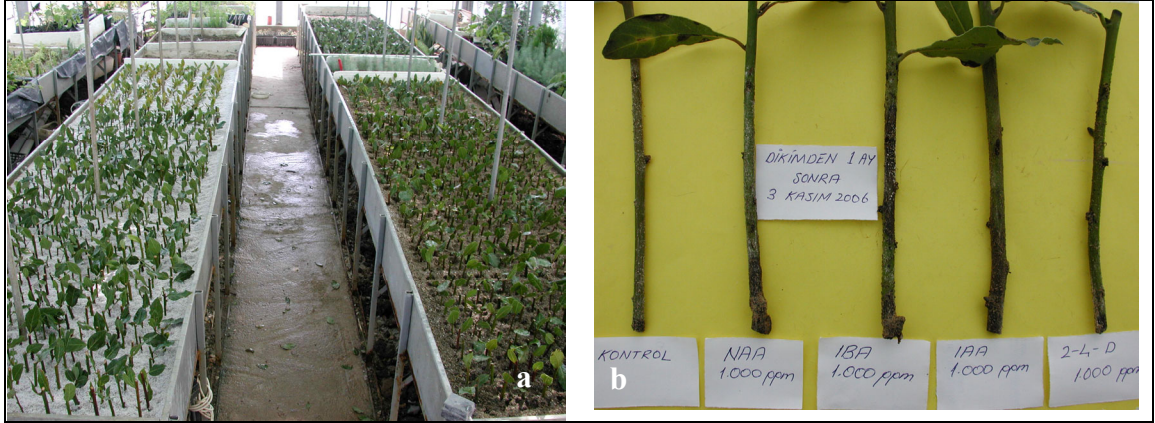 a
DİKİMDEN 1 AY
SONRA
3 KASIM 2006
KONTROL
NAA
1.000 ppm
IBA
1.000 ppm
IAA
1.000 ppm
2-4-D
1.000 ppm
b